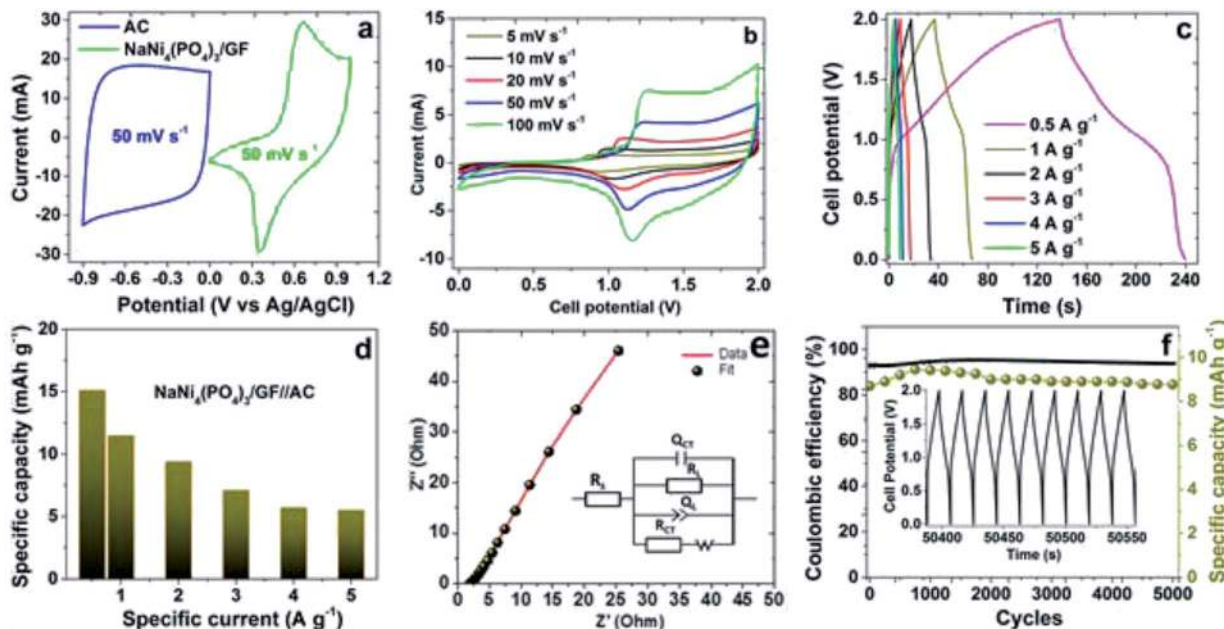 a
AC
NaNi₄(PO₄)₃/GF
50 mV s⁻¹
50 mV s⁻¹
Current (mA)
30
20
10
0
-10
-20
-30
-0.9 -0.6 -0.3 0.0 0.3 0.6 0.9 1.2
Potential (V vs Ag/AgCl)
b
5 mV s⁻¹
10 mV s⁻¹
20 mV s⁻¹
50 mV s⁻¹
100 mV s⁻¹
Current (mA)
15
10
5
0
-5
-10
0.0 0.5 1.0 1.5 2.0
Cell potential (V)
c
0.5 A g⁻¹
1 A g⁻¹
2 A g⁻¹
3 A g⁻¹
4 A g⁻¹
5 A g⁻¹
Cell potential (V)
2.0
1.5
1.0
0.5
2.0
0 40 80 120 160 200 240
Time (s)
d
NaNi₄(PO₄)₃/GF//AC
Specific capacity (mAh g⁻¹)
20
15
10
5
0
1 2 3 4 5
Specific current (A g⁻¹)
e
Data
Fit
Q_CT
R_L
Q_L
R_CT
R_s
W
Z'' (Ohm)
50
40
30
20
10
0
0 5 10 15 20 25 30 35 40 45 50
Z' (Ohm)
f
Coulombic efficiency (%)
100
80
60
40
20
0
Specific capacity (mAh g⁻¹)
10
8
6
4
2
0
Cell Potential (V)
2.0
1.5
1.0
0.5
0.0
50400 50450 50500 50550
Time (s)
0 1000 2000 3000 4000 5000
Cycles